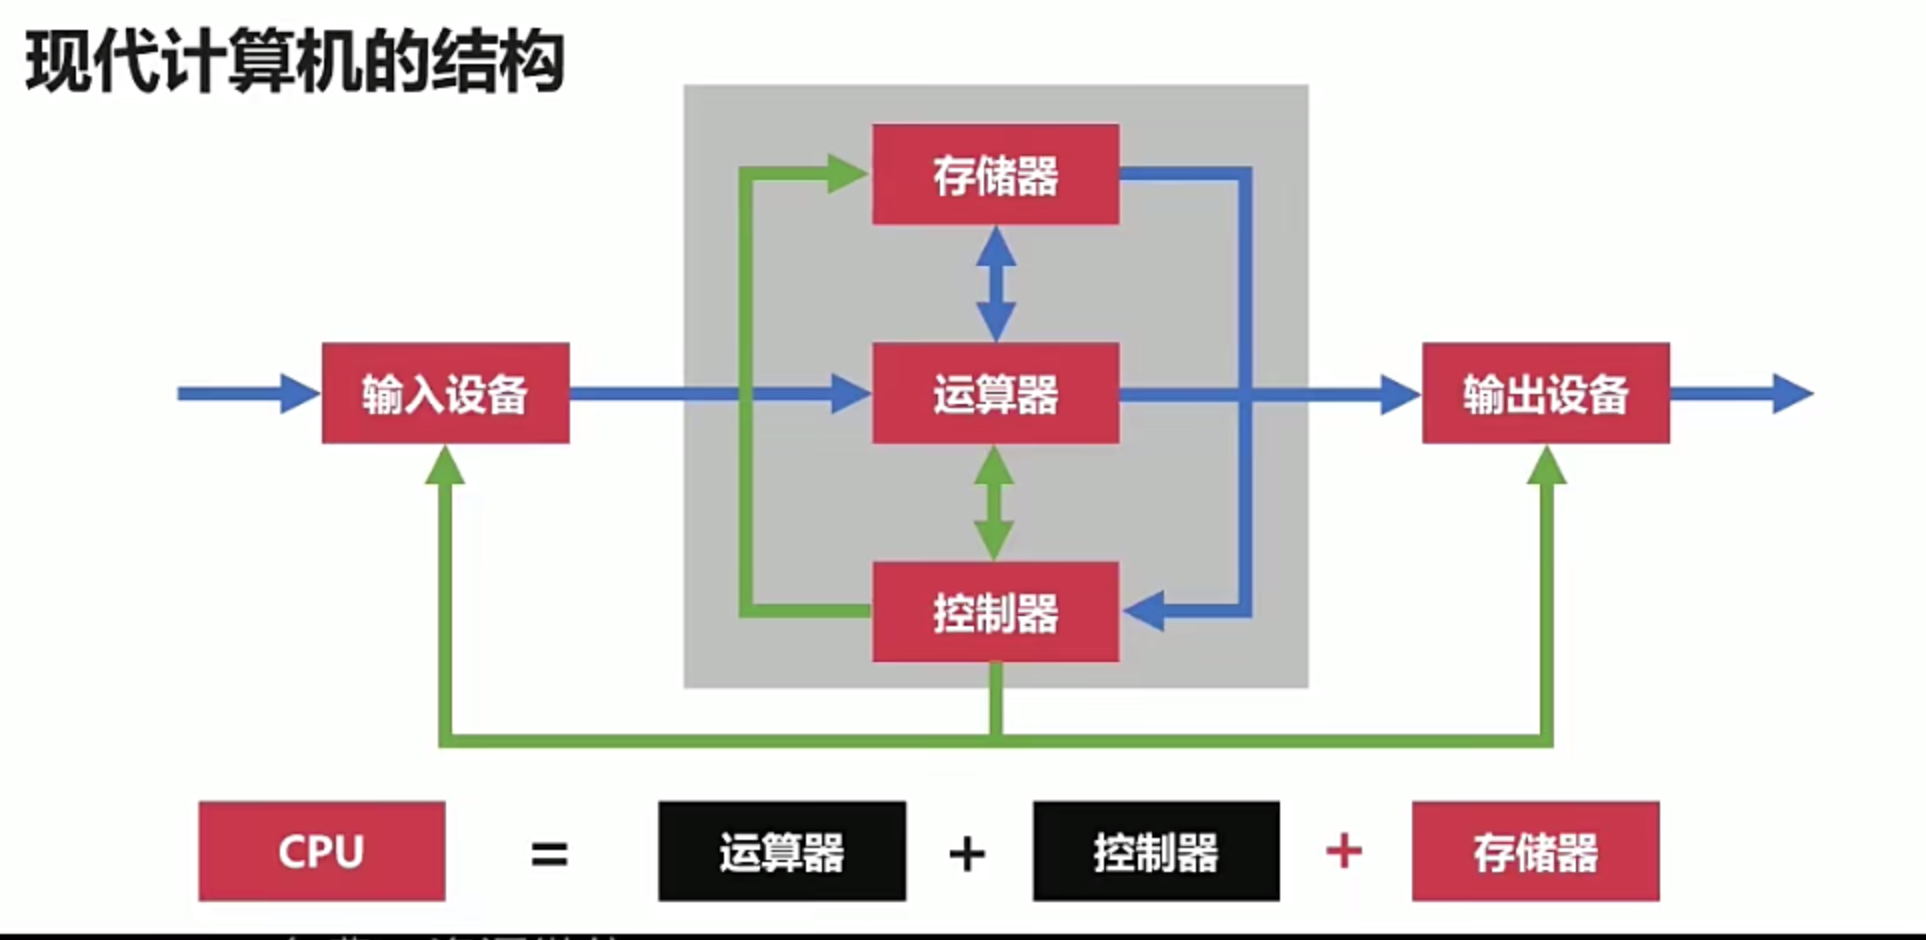 现代计算机的结构
存储器
输入设备
运算器
输出设备
控制器
CPU = 运算器 + 控制器 + 存储器